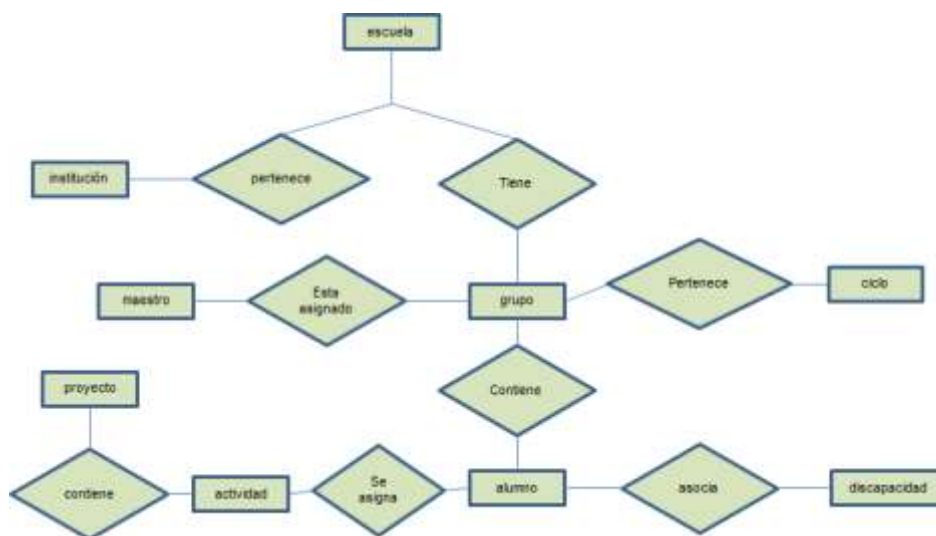 escuela
institución
pertenece
Tiene
maestro
Esta
asignado
grupo
Pertenece
ciclo
proyecto
Contiene
contiene
actividad
Se
asigna
alumno
asocia
discapacidad